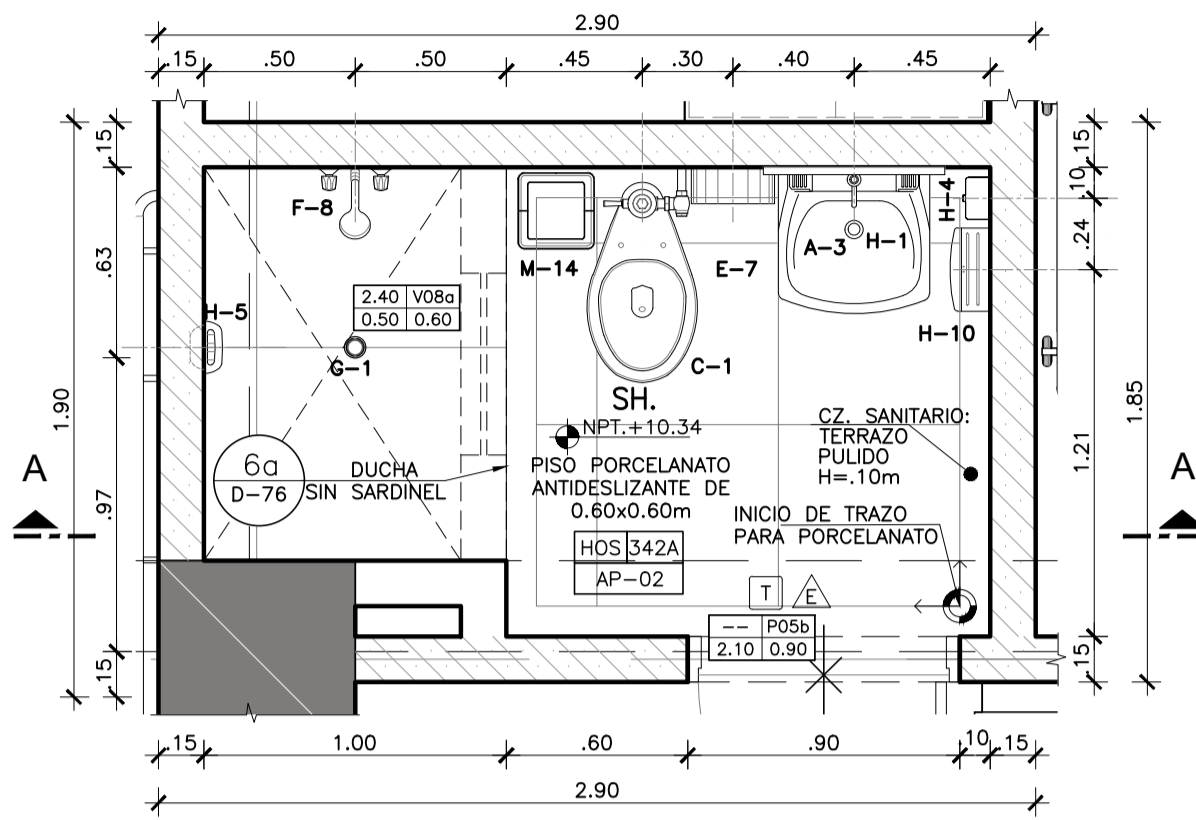 2.90
.15 .50 .50 .45 .30 .40 .45
.15
.63
.97
.15
1.90
.15
.10
.24
1.21
.15
1.85
F-8
M-14
E-7
A-3
H-1
H-4
H-10
H-5
2.40 V08a
0.50 0.60
G-1
C-1
SH.
NPT.+10.34
CZ. SANITARIO:
TERRAZO
PULIDO
H=.10m
6a
D-76
DUCHA
SIN SARDINEL
PISO PORCELANATO
ANTIDESLIZANTE DE
0.60x0.60m
INICIO DE TRAZO
PARA PORCELANATO
HOS 342A
AP-02
T
E
-- P05b
2.10 0.90
A
A
.15 1.00 .60 .90 .10 .15
2.90